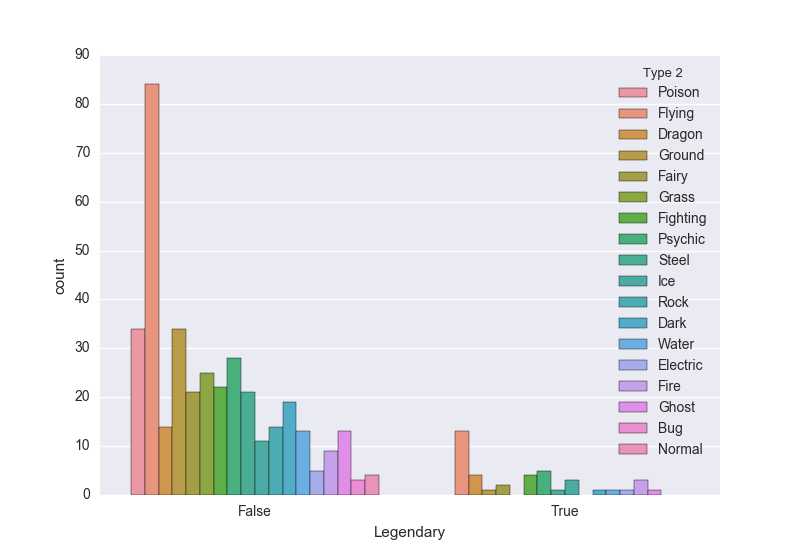 90
80
70
60
50
40
30
20
10
0
count
False
True
Legendary
Type 2
Poison
Flying
Dragon
Ground
Fairy
Grass
Fighting
Psychic
Steel
Ice
Rock
Dark
Water
Electric
Fire
Ghost
Bug
Normal